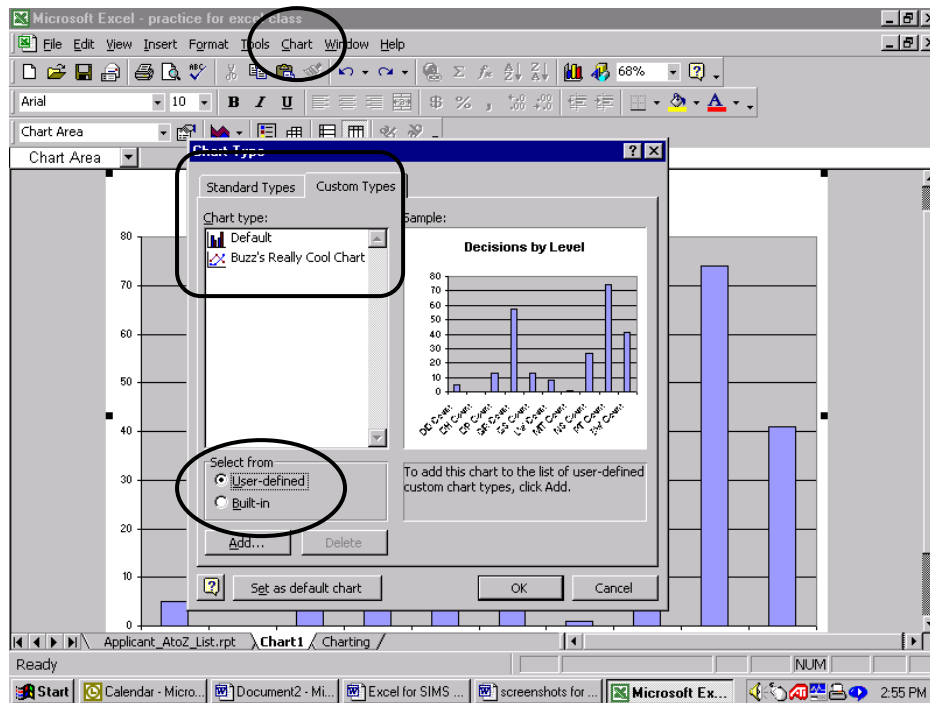 Microsoft Excel - practice for excel class
File Edit View Insert Format Tools Chart Window Help
68%
Arial 10 B I U
Chart Area
Chart Area
Chart Type
Standard Types Custom Types
Chart type:
Default
Buzz's Really Cool Chart
Sample:
Decisions by Level
80
70
60
50
40
30
20
10
0
Select from
User-defined
Built-in
To add this chart to the list of user-defined
custom chart types, click Add.
Add... Delete
Set as default chart OK Cancel
80
70
60
50
40
30
20
10
0
Applicant_AtoZ_List.rpt Chart1 Charting
Ready NUM
Start Calendar - Micro... Document2 - Mi... Excel for SIMS ... screenshots for ... Microsoft Ex... 2:55 PM